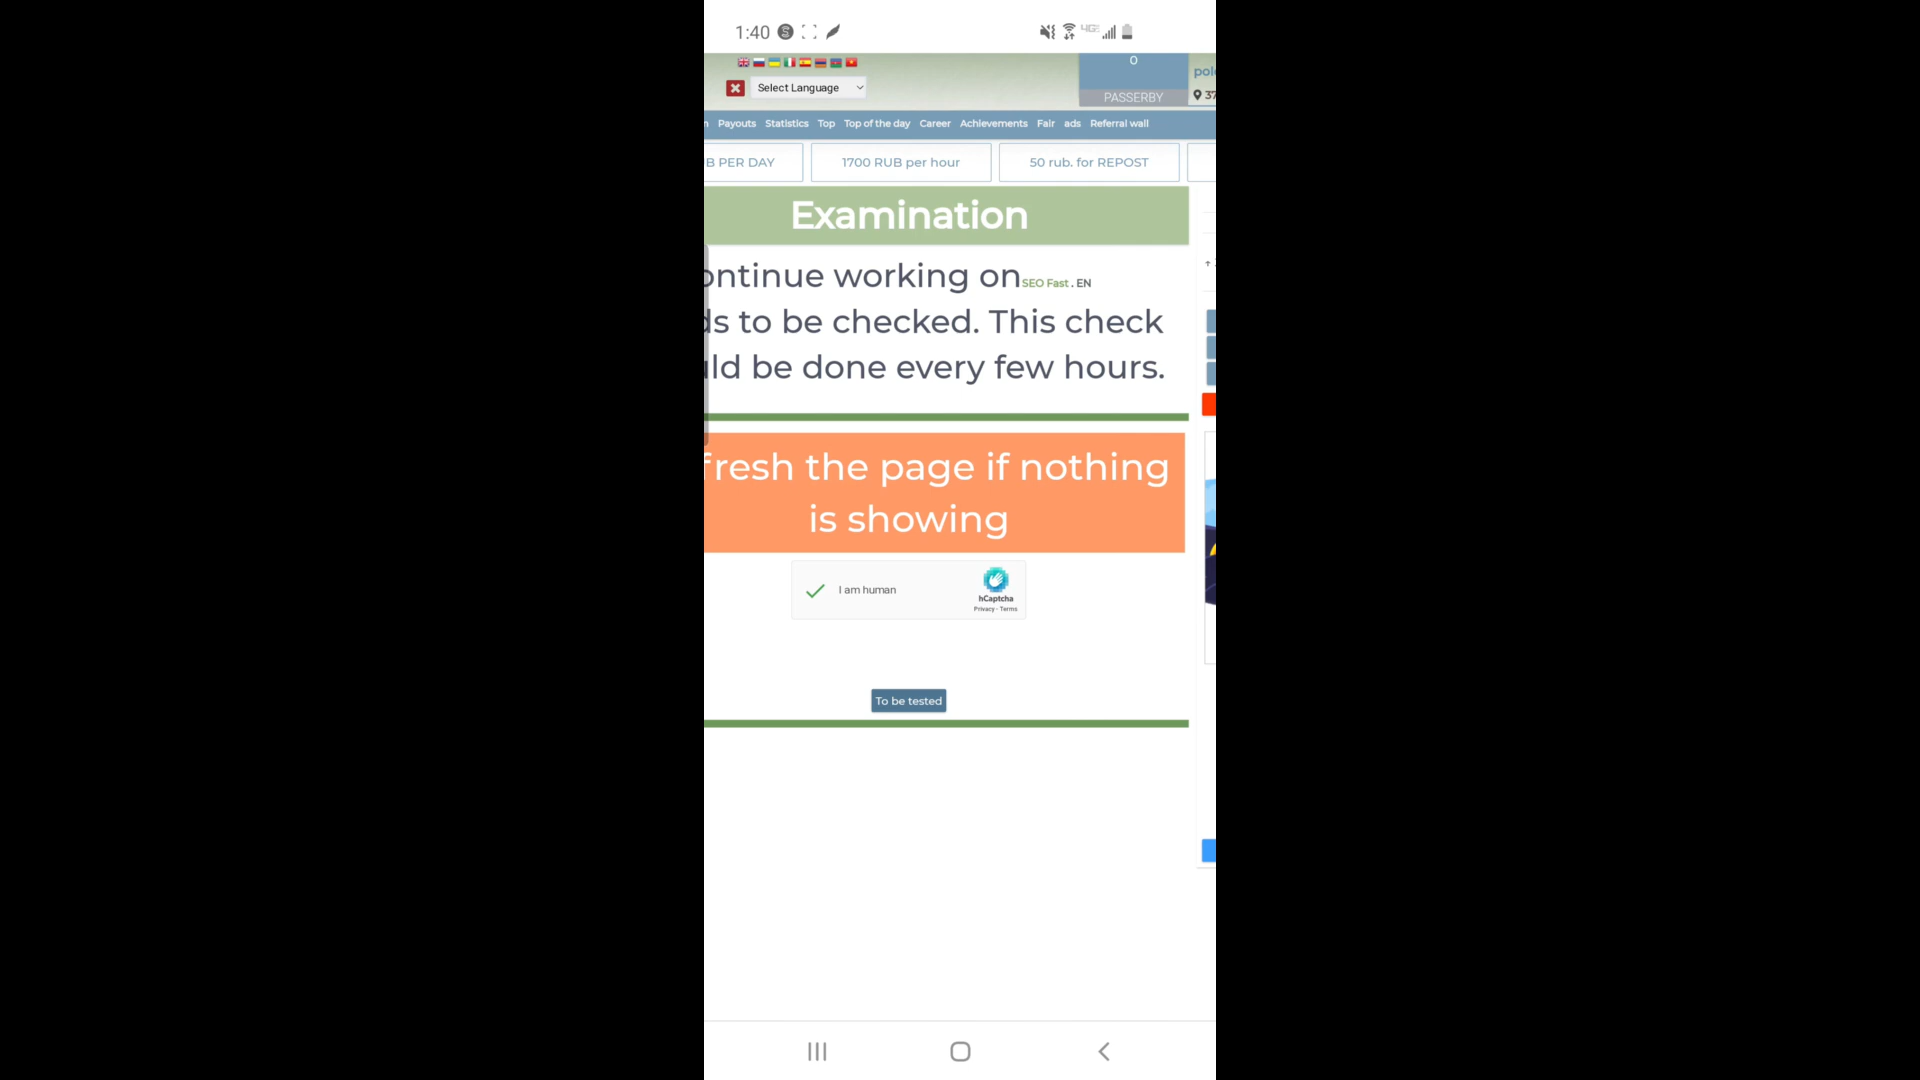 1:40
Select Language
0
PASSERBY
Payouts Statistics Top Top of the day Career Achievements Fair ads Referral wall
B PER DAY
1700 RUB per hour
50 rub. for REPOST
Examination
ontinue working on SEO Fast . EN
ds to be checked. This check
uld be done every few hours.
fresh the page if nothing
is showing
I am human
hCaptcha
Privacy - Terms
To be tested